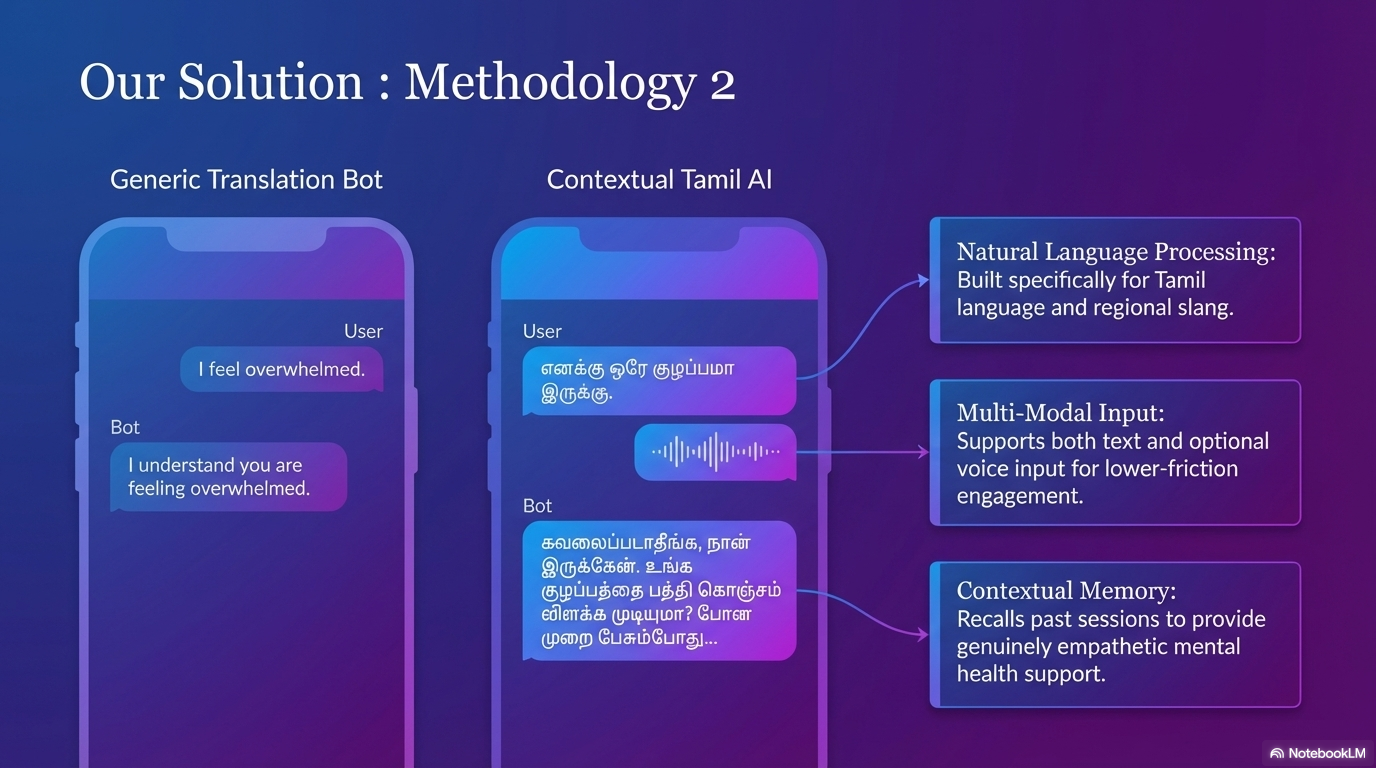 Our Solution : Methodology 2
Generic Translation Bot
User
I feel overwhelmed.
Bot
I understand you are
feeling overwhelmed.
Contextual Tamil AI
User
எனக்கு ஒரே குழப்பமா
இருக்கு.
Bot
கவலைப்படாதீங்க, நான்
இருக்கேன். உங்க
குழப்பத்தை பத்தி கொஞ்சம்
விளக்க முடியுமா? போன
முறை பேசும்போது...
Natural Language Processing:
Built specifically for Tamil
language and regional slang.
Multi-Modal Input:
Supports both text and optional
voice input for lower-friction
engagement.
Contextual Memory:
Recalls past sessions to provide
genuinely empathetic mental
health support.
NotebookLM